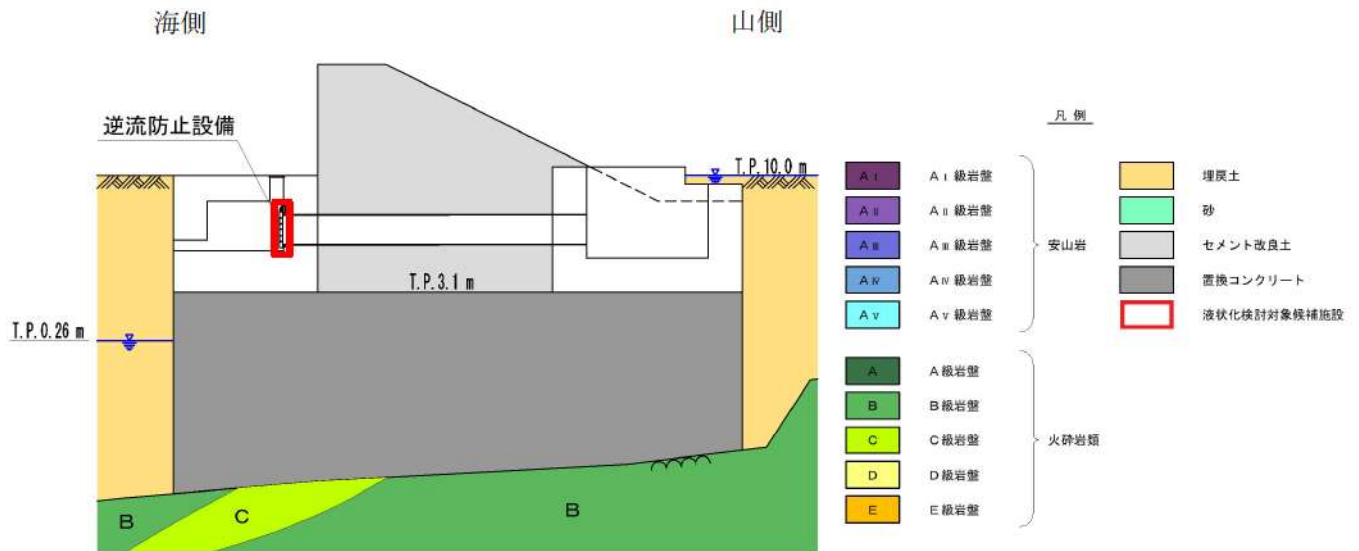 海側
山側
逆流防止設備
T.P.10.0 m
T.P.3.1 m
T.P.0.26 m
B
C
B
凡 例
AⅠ AⅠ級岩盤
AⅡ AⅡ級岩盤
AⅢ AⅢ級岩盤
AⅣ AⅣ級岩盤
AⅤ AⅤ級岩盤
安山岩
A A級岩盤
B B級岩盤
C C級岩盤
D D級岩盤
E E級岩盤
火砕岩類
埋戻土
砂
セメント改良土
置換コンクリート
液状化検討対象候補施設